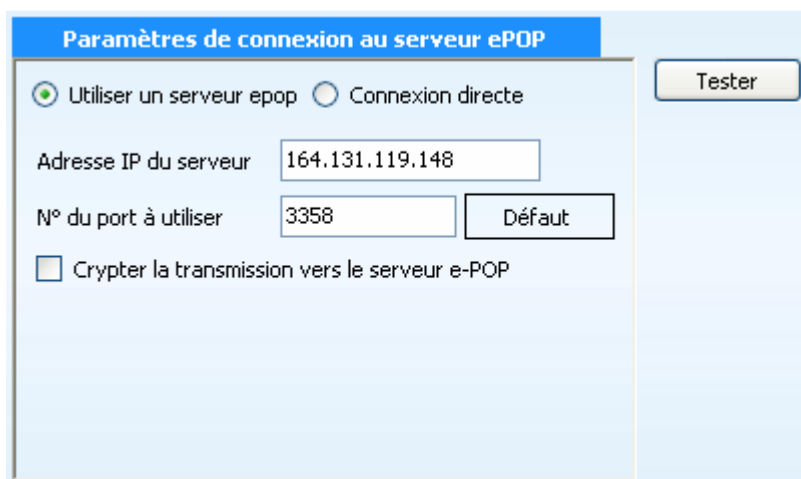 Paramètres de connexion au serveur ePOP
Utiliser un serveur epop Connexion directe
Tester
Adresse IP du serveur 164.131.119.148
N° du port à utiliser 3358 Défaut
Crypter la transmission vers le serveur e-POP